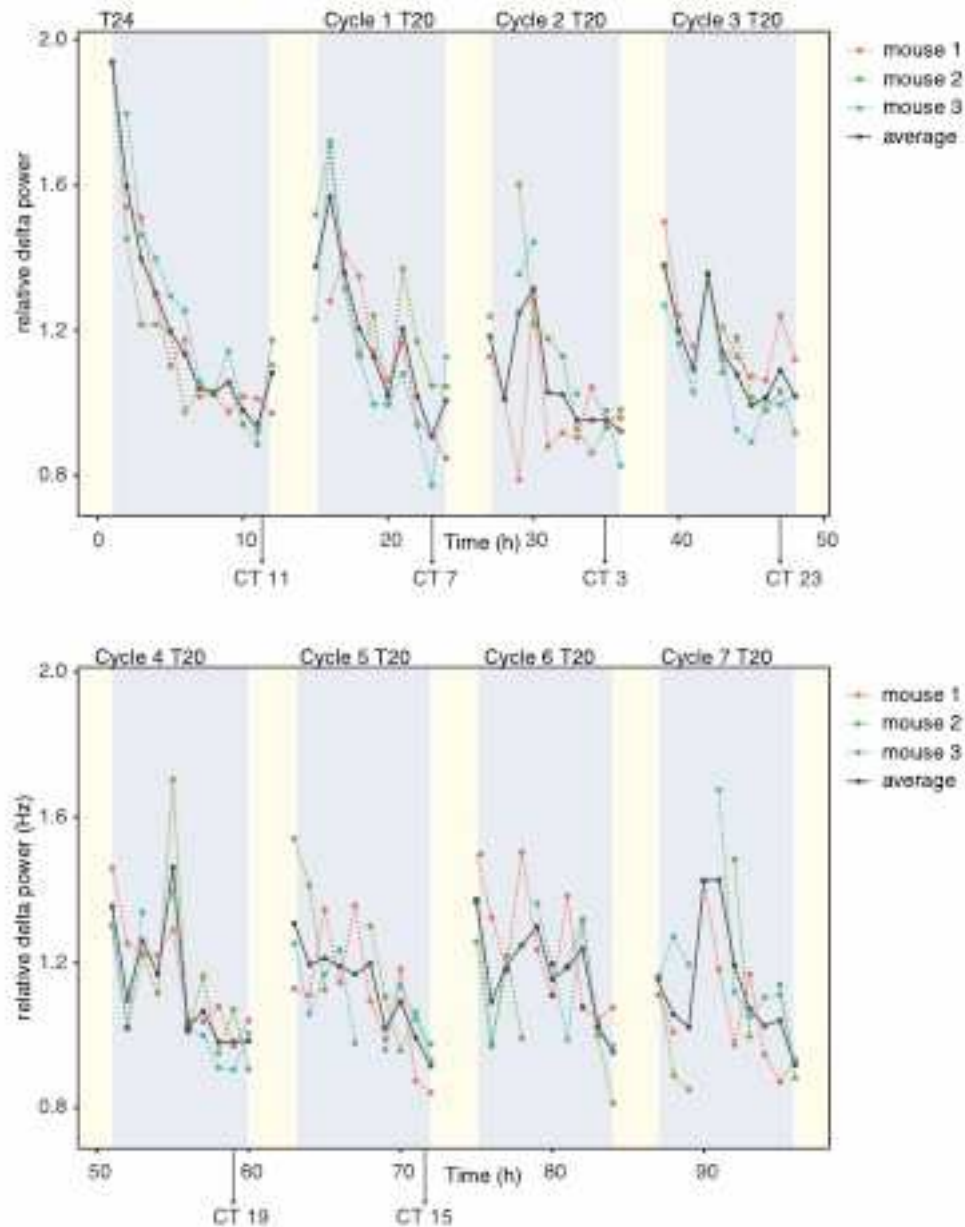 T24 Cycle 1 T20 Cycle 2 T20 Cycle 3 T20
2.0
1.6
1.2
0.8
relative delta power
mouse 1
mouse 2
mouse 3
average
0 10 20 Time (h) 30 40 50
CT 11 CT 7 CT 3 CT 23
Cycle 4 T20 Cycle 5 T20 Cycle 6 T20 Cycle 7 T20
2.0
1.6
1.2
0.8
relative delta power (Hz)
mouse 1
mouse 2
mouse 3
average
50 60 70 Time (h) 80 90
CT 19 CT 15